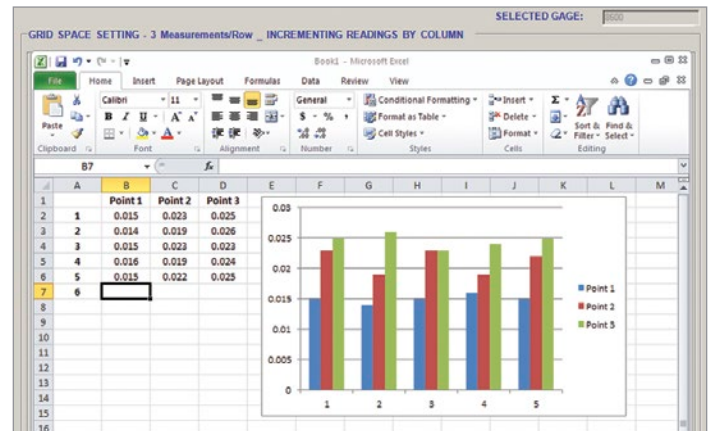 SELECTED GAGE: 0600
GRID SPACE SETTING - 3 Measurements/Row _ INCREMENTING READINGS BY COLUMN
Book1 - Microsoft Excel
File Home Insert Page Layout Formulas Data Review View
Calibri 11 General Conditional Formatting Insert Σ
Paste B I U A A $ % , Format as Table Delete Sort & Find &
Cell Styles Format Filter Select
Clipboard Font Alignment Number Styles Cells Editing
B7 fx
A B C D E F G H I J K L M
1 Point 1 Point 2 Point 3
2 1 0.015 0.023 0.025
3 2 0.014 0.019 0.026
4 3 0.015 0.023 0.023
5 4 0.016 0.019 0.024
6 5 0.015 0.022 0.025
7 6
8
9
10
11
12
13
14
15
16
0.03
0.025
0.02
0.015
0.01
0.005
0
1 2 3 4 5
Point 1
Point 2
Point 3